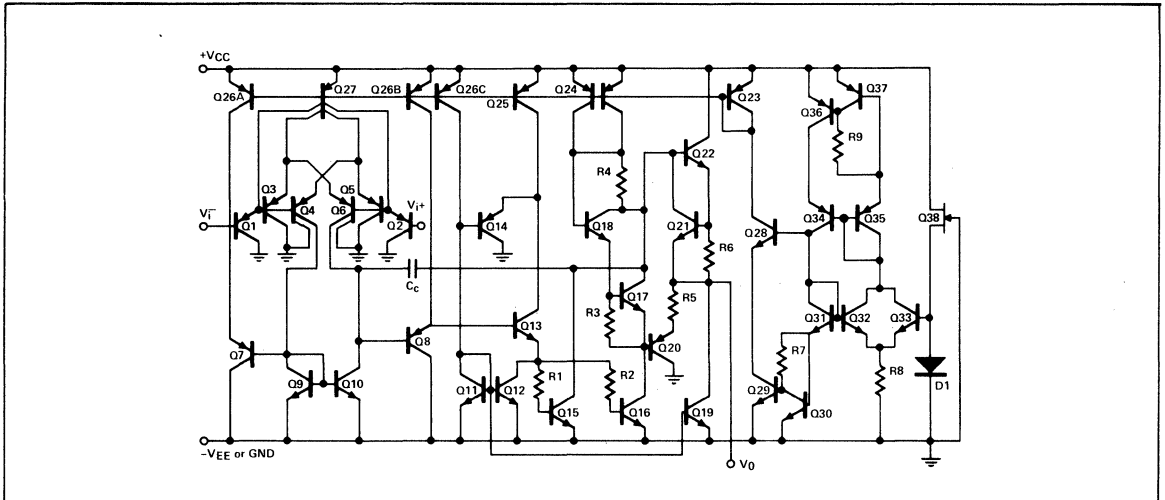 +VCC
Q26A
Q27
Q26B
Q26C
Q25
Q24
Q23
Q36
Q37
R9
Q22
R4
Q3
Q4
Q6
Q5
Vi+
Vi−
Q1
Q2
Q14
Q18
Q21
R6
Q28
Q34
Q35
Q38
Cc
Q17
R5
R3
Q31
Q32
Q33
Q13
Q20
Q7
Q8
R7
R8
D1
Q9
Q10
Q11
Q12
R1
R2
Q15
Q16
Q19
Q29
Q30
−VEE or GND
VO